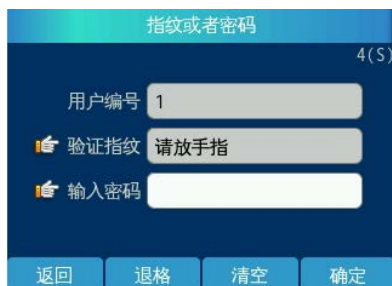 指纹或者密码
4(S)
用户编号 1
验证指纹 请放手指
输入密码
返回 退格 清空 确定